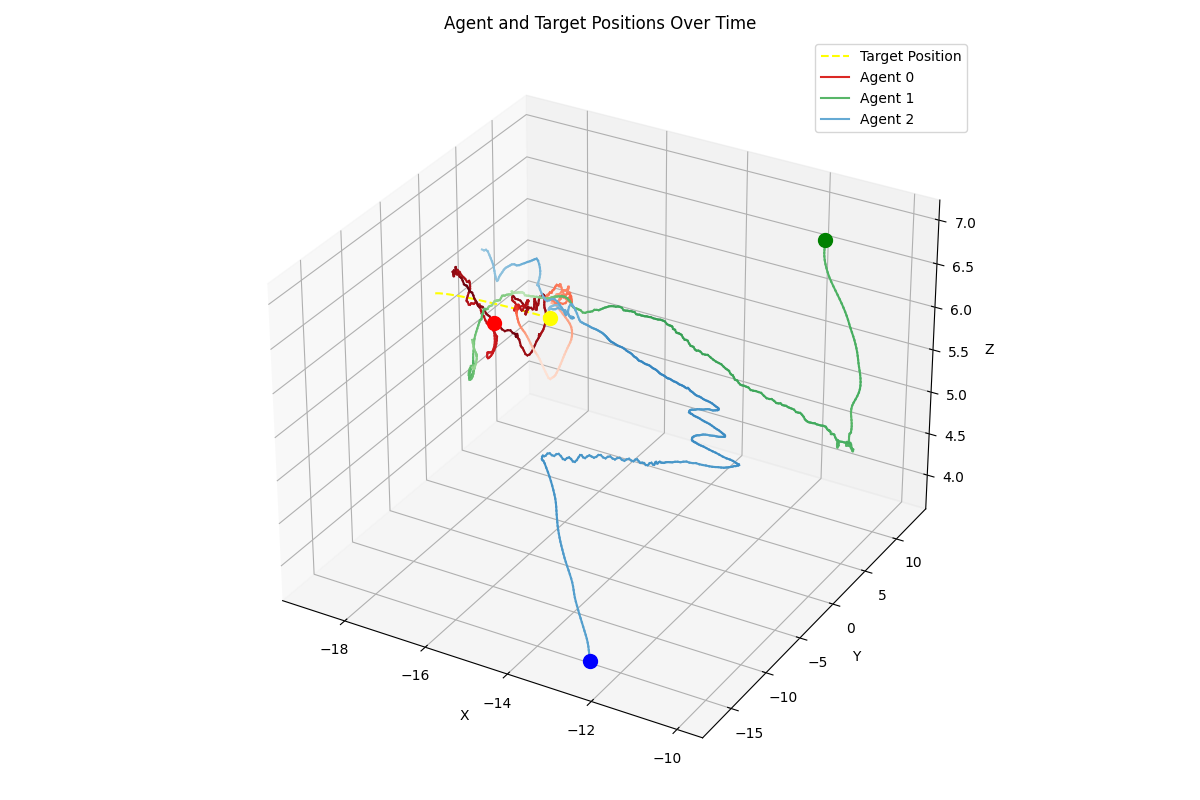 Agent and Target Positions Over Time
Target Position
Agent 0
Agent 1
Agent 2
7.0
6.5
6.0
5.5
5.0
4.5
4.0
Z
10
5
0
−5
−10
−15
Y
−18
−16
−14
−12
−10
X